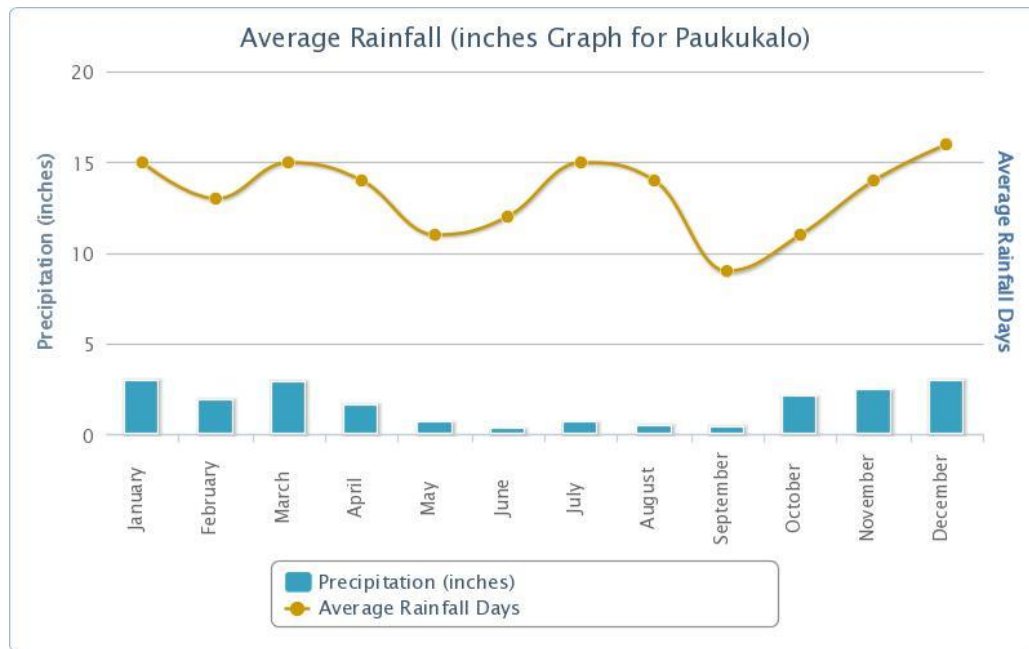 Average Rainfall (inches Graph for Paukukalo)
20
15
10
5
0
Precipitation (inches)
Average Rainfall Days
January
February
March
April
May
June
July
August
September
October
November
December
Precipitation (inches)
Average Rainfall Days